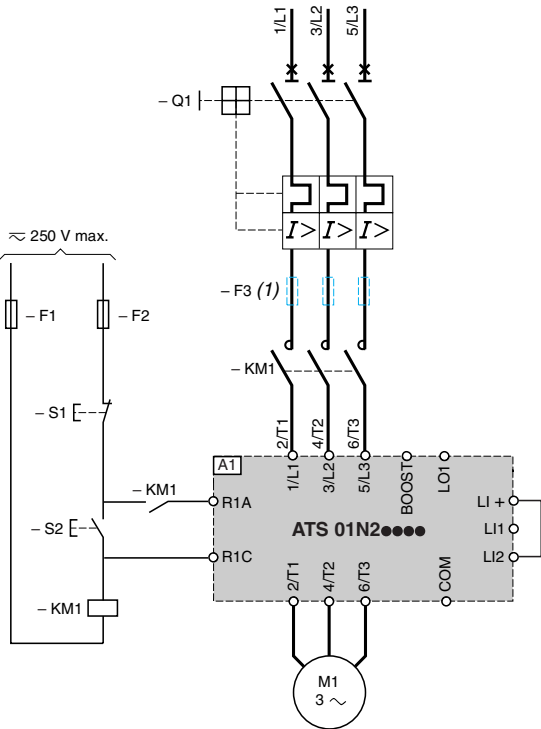 1/L1
3/L2
5/L3
– Q1
I>
I>
I>
≂ 250 V max.
– F3 (1)
– F1
– F2
– KM1
– S1
2/T1
4/T2
6/T3
A1
1/L1
3/L2
5/L3
BOOST
LO1
– KM1
R1A
LI +
– S2
ATS 01N2●●●●
LI1
R1C
LI2
2/T1
4/T2
6/T3
COM
– KM1
M1
3 ~